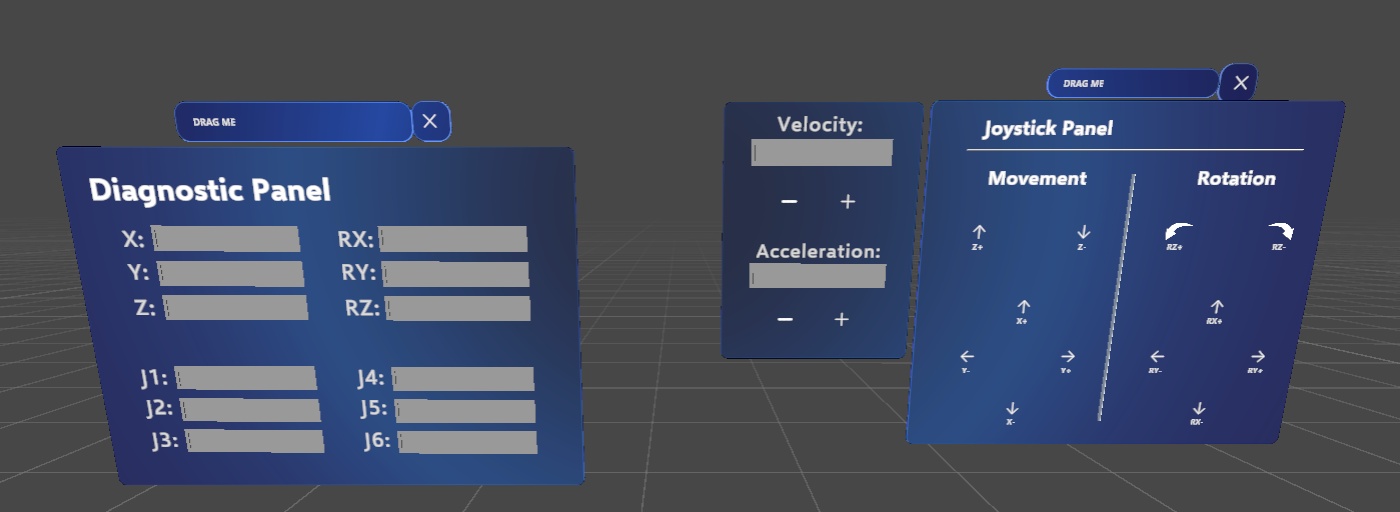 DRAG ME X
Diagnostic Panel
X: RX:
Y: RY:
Z: RZ:
J1: J4:
J2: J5:
J3: J6:
Velocity:
− +
Acceleration:
− +
DRAG ME X
Joystick Panel
Movement Rotation
Z+ Z- RZ+ RZ-
X+ RX+
Y- Y+ RY- RY+
X- RX-